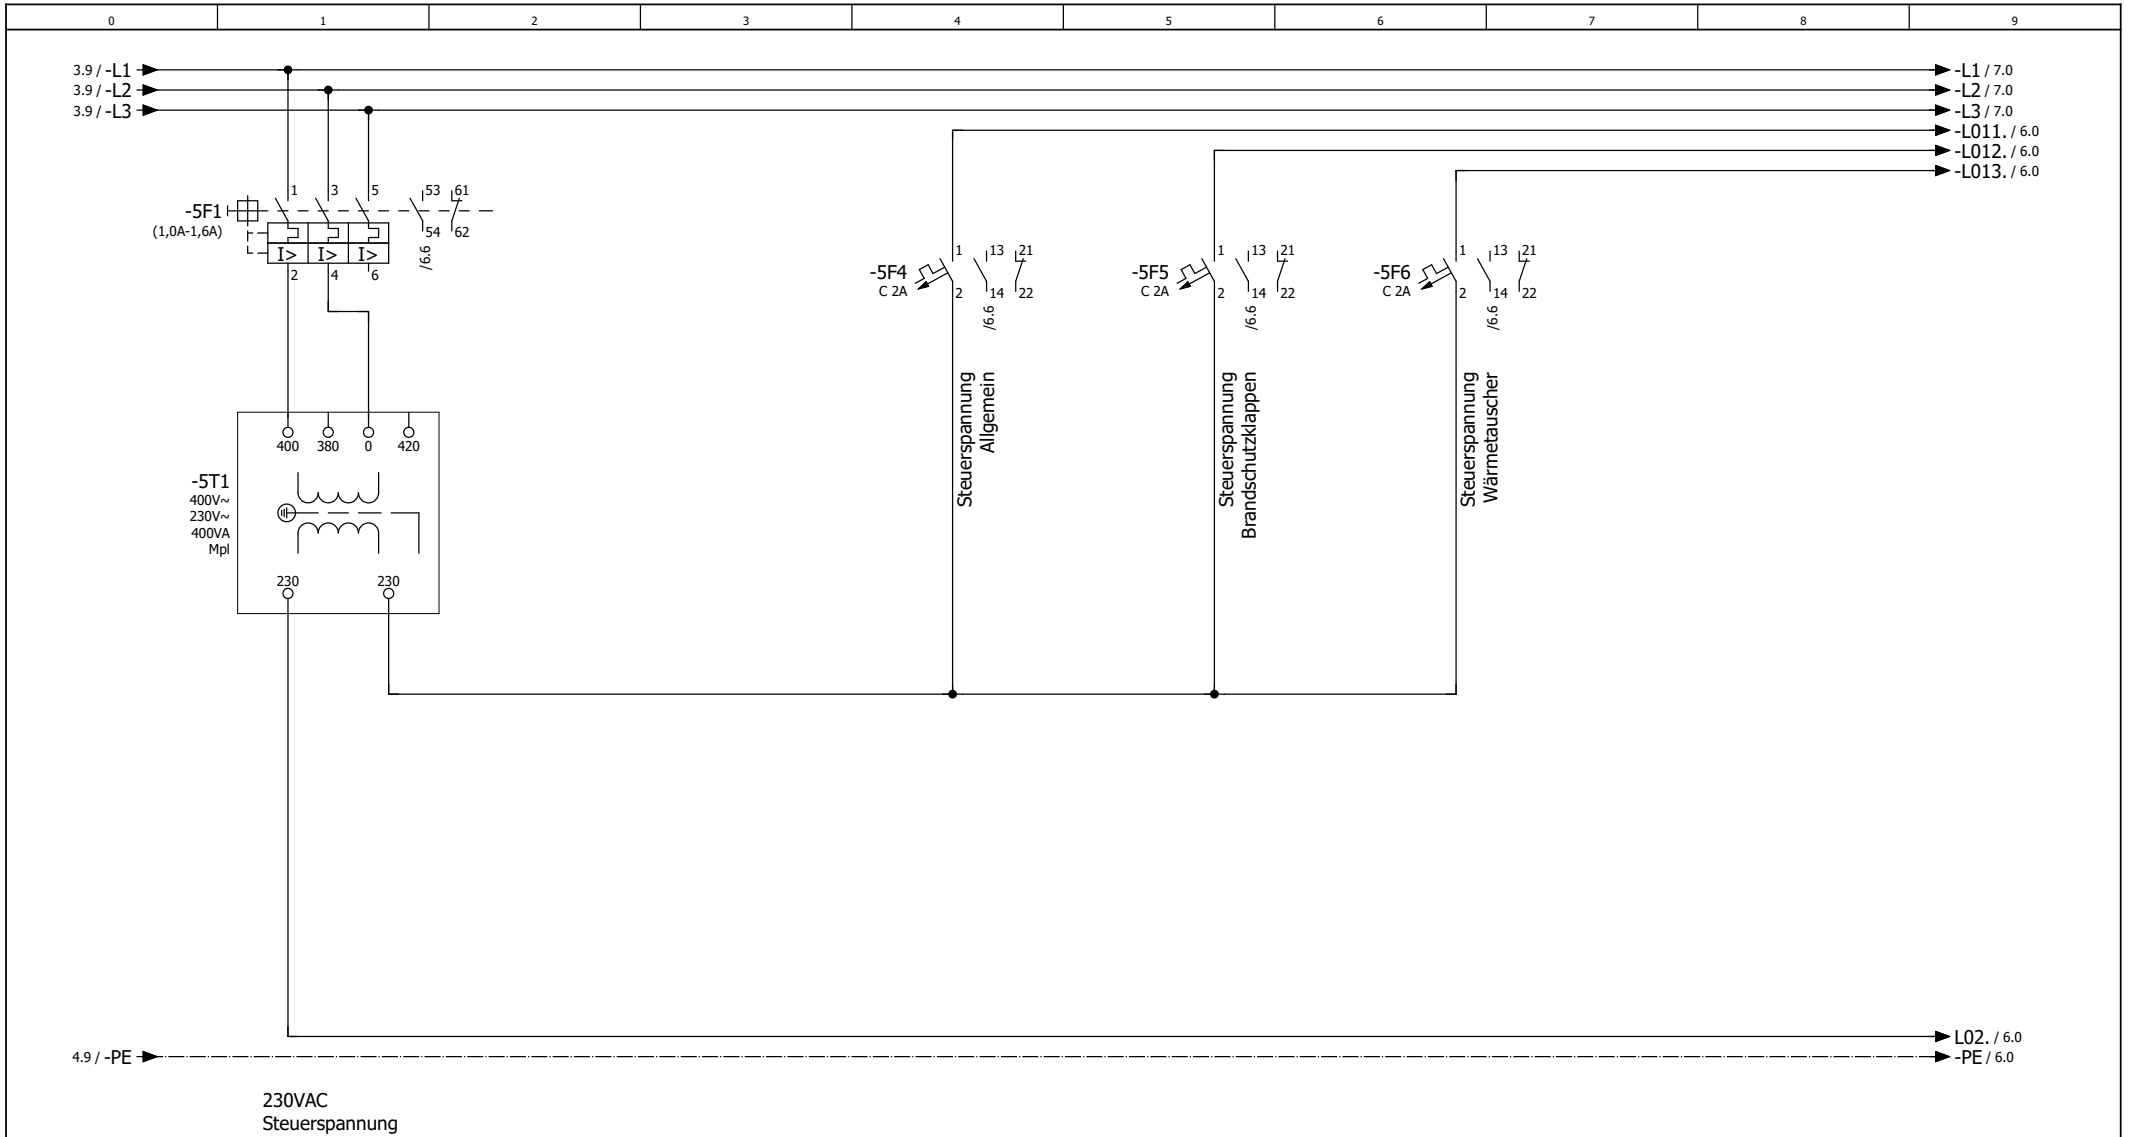 0 1 2 3 4 5 6 7 8 9
3.9 / -L1
-L1 / 7.0
3.9 / -L2
-L2 / 7.0
3.9 / -L3
-L3 / 7.0
-L011. / 6.0
-L012. / 6.0
-L013. / 6.0
1 3 5 53 61
-5F1
(1,0A-1,6A)
54 62
I> I> I>
2 4 6
/6.6
1 13 21
-5F4
C 2A
2 14 22
/6.6
1 13 21
-5F5
C 2A
2 14 22
/6.6
1 13 21
-5F6
C 2A
2 14 22
/6.6
Steuerspannung
Allgemein
Steuerspannung
Brandschutzklappen
Steuerspannung
Wärmetauscher
400 380 0 420
-5T1
400V~
230V~
400VA
Mpl
230 230
L02. / 6.0
4.9 / -PE
-PE / 6.0
230VAC
Steuerspannung